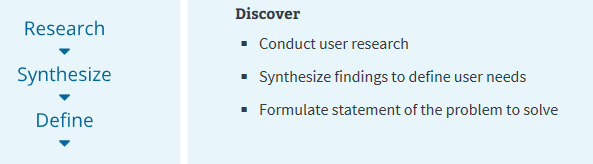 Research
Synthesize
Define
Discover
Conduct user research
Synthesize findings to define user needs
Formulate statement of the problem to solve